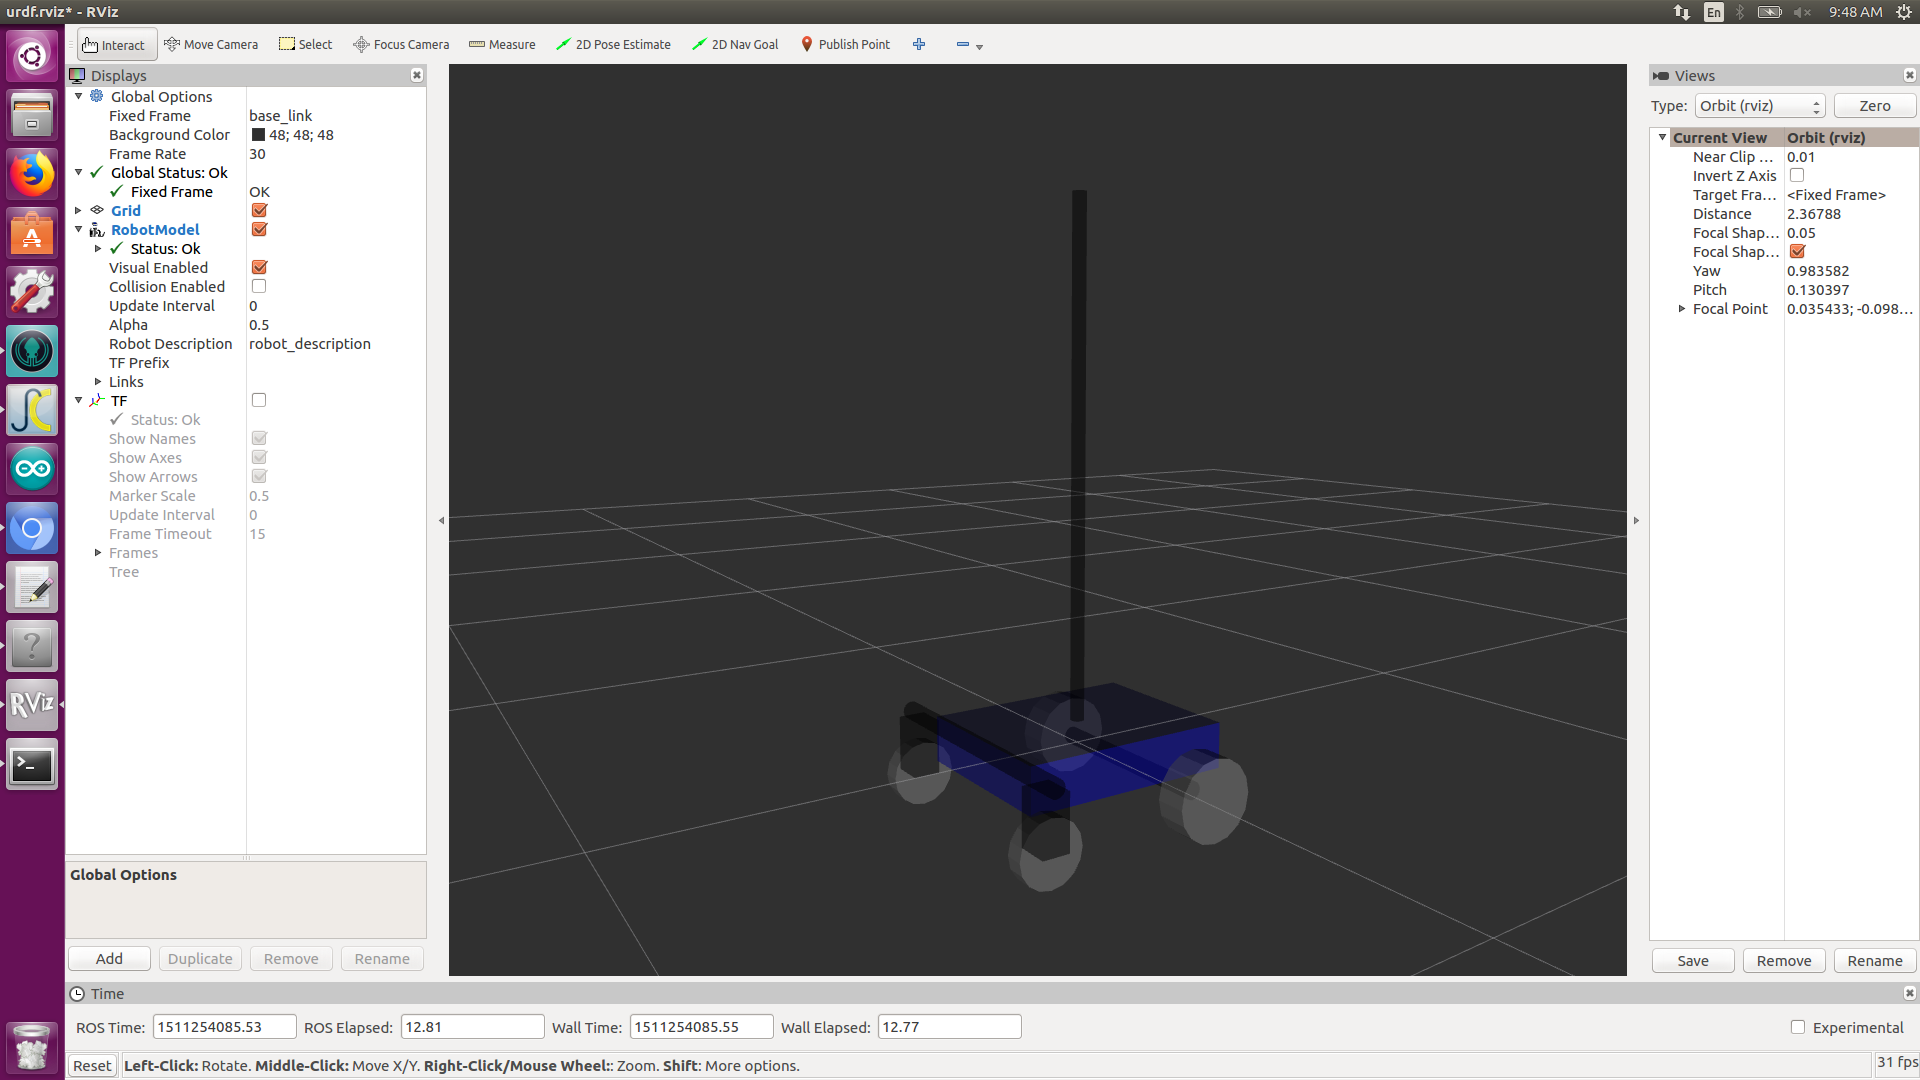 urdf.rviz* - RViz
En
9:48 AM
Interact Move Camera Select Focus Camera Measure 2D Pose Estimate 2D Nav Goal Publish Point
Displays
Global Options
Fixed Frame base_link
Background Color 48; 48; 48
Frame Rate 30
Global Status: Ok
Fixed Frame OK
Grid
RobotModel
Status: Ok
Visual Enabled
Collision Enabled
Update Interval 0
Alpha 0.5
Robot Description robot_description
TF Prefix
Links
TF
Status: Ok
Show Names
Show Axes
Show Arrows
Marker Scale 0.5
Update Interval 0
Frame Timeout 15
Frames
Tree
Global Options
Add Duplicate Remove Rename
Views
Type: Orbit (rviz) Zero
Current View Orbit (rviz)
Near Clip ... 0.01
Invert Z Axis
Target Fra... <Fixed Frame>
Distance 2.36788
Focal Shap... 0.05
Focal Shap...
Yaw 0.983582
Pitch 0.130397
Focal Point 0.035433; -0.098...
Save Remove Rename
Time
ROS Time: 1511254085.53 ROS Elapsed: 12.81 Wall Time: 1511254085.55 Wall Elapsed: 12.77 Experimental
Reset Left-Click: Rotate. Middle-Click: Move X/Y. Right-Click/Mouse Wheel:: Zoom. Shift: More options. 31 fps
RViz